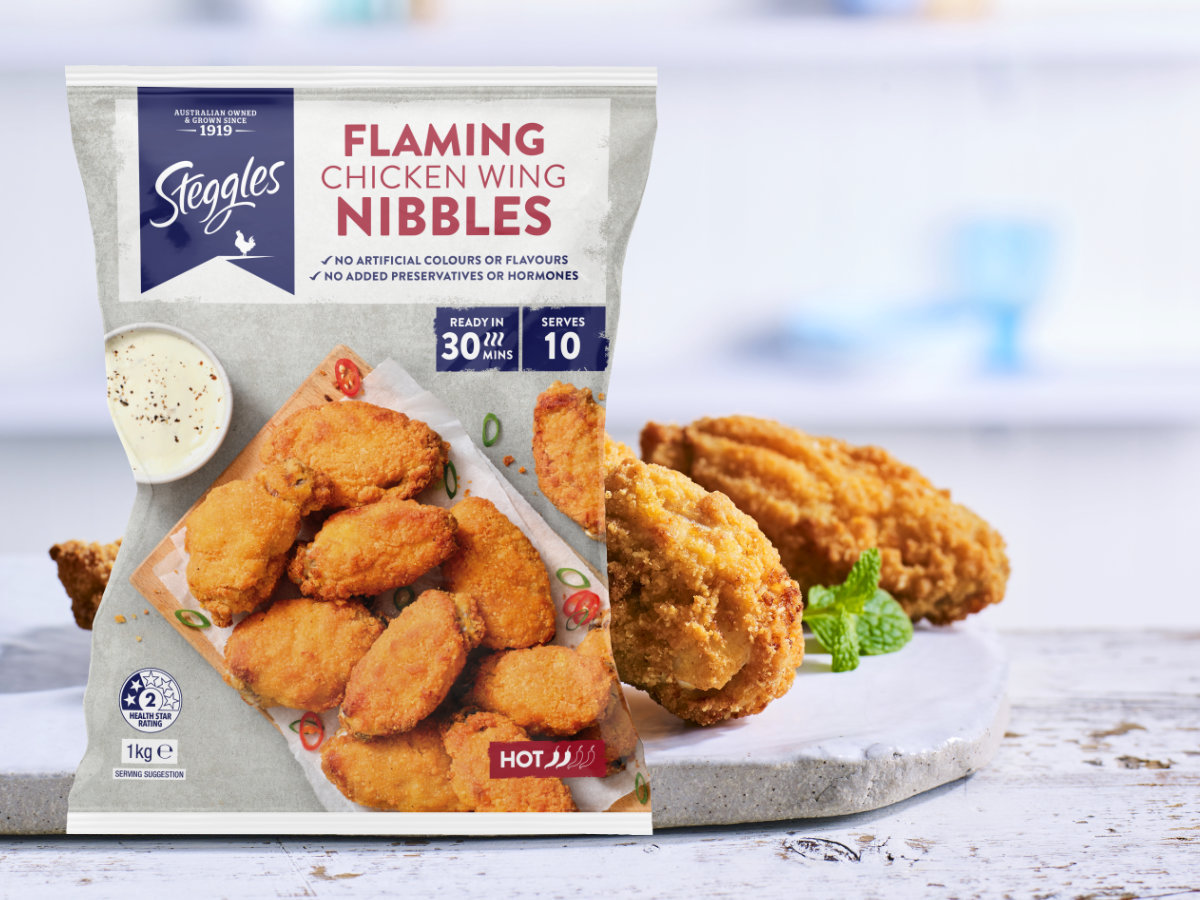 AUSTRALIAN OWNED
& GROWN SINCE
1919
Steggles
FLAMING
CHICKEN WING
NIBBLES
✓NO ARTIFICIAL COLOURS OR FLAVOURS
✓NO ADDED PRESERVATIVES OR HORMONES
READY IN
30 MINS
SERVES
10
2
HEALTH STAR
RATING
1kg ℮
SERVING SUGGESTION
HOT